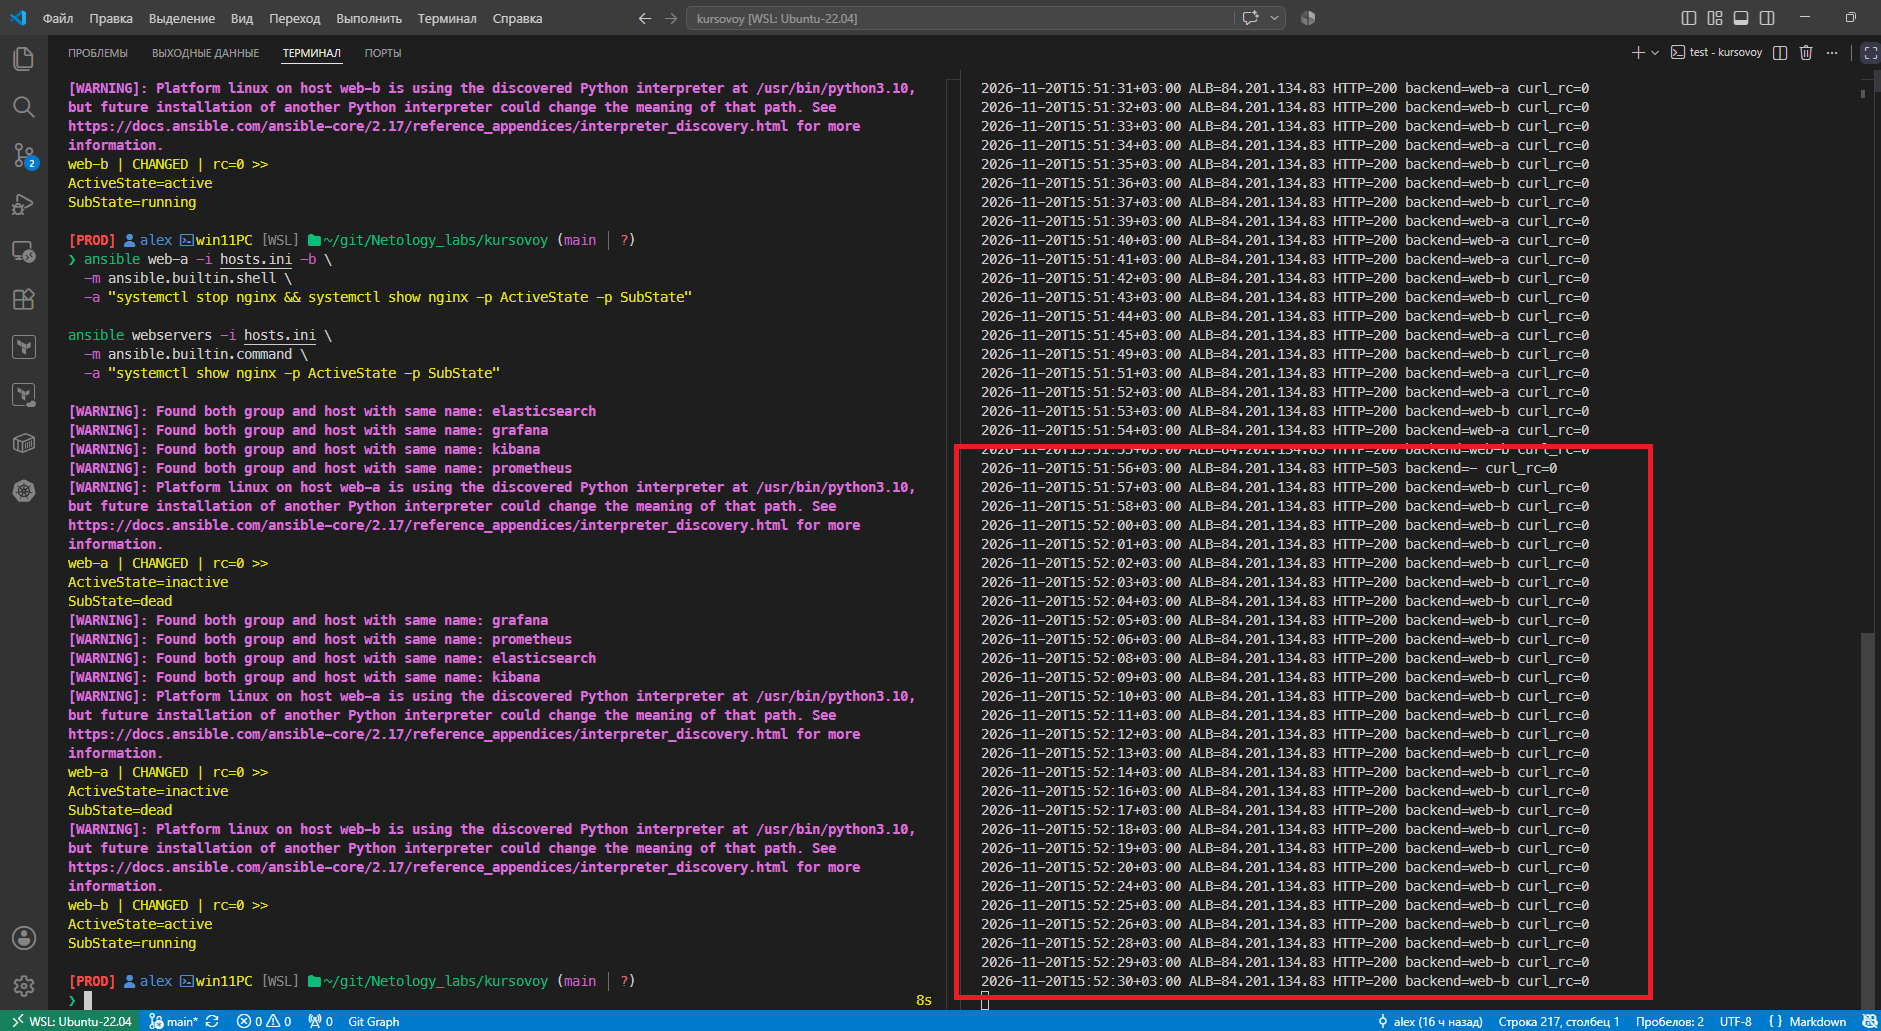 Файл Правка Выделение Вид Переход Выполнить Терминал Справка
kursovoy [WSL: Ubuntu-22.04]
ПРОБЛЕМЫ ВЫХОДНЫЕ ДАННЫЕ ТЕРМИНАЛ ПОРТЫ
test - kursovoy
2
[WARNING]: Platform linux on host web-b is using the discovered Python interpreter at /usr/bin/python3.10,
but future installation of another Python interpreter could change the meaning of that path. See
https://docs.ansible.com/ansible-core/2.17/reference_appendices/interpreter_discovery.html for more
information.
web-b | CHANGED | rc=0 >>
ActiveState=active
SubState=running
[PROD] alex win11PC [WSL] ~/git/Netology_labs/kursovoy (main | ?)
❯ ansible web-a -i hosts.ini -b \
-m ansible.builtin.shell \
-a "systemctl stop nginx && systemctl show nginx -p ActiveState -p SubState"
ansible webservers -i hosts.ini \
-m ansible.builtin.command \
-a "systemctl show nginx -p ActiveState -p SubState"
[WARNING]: Found both group and host with same name: elasticsearch
[WARNING]: Found both group and host with same name: grafana
[WARNING]: Found both group and host with same name: kibana
[WARNING]: Found both group and host with same name: prometheus
[WARNING]: Platform linux on host web-a is using the discovered Python interpreter at /usr/bin/python3.10,
but future installation of another Python interpreter could change the meaning of that path. See
https://docs.ansible.com/ansible-core/2.17/reference_appendices/interpreter_discovery.html for more
information.
web-a | CHANGED | rc=0 >>
ActiveState=inactive
SubState=dead
[WARNING]: Found both group and host with same name: grafana
[WARNING]: Found both group and host with same name: prometheus
[WARNING]: Found both group and host with same name: elasticsearch
[WARNING]: Found both group and host with same name: kibana
[WARNING]: Platform linux on host web-a is using the discovered Python interpreter at /usr/bin/python3.10,
but future installation of another Python interpreter could change the meaning of that path. See
https://docs.ansible.com/ansible-core/2.17/reference_appendices/interpreter_discovery.html for more
information.
web-a | CHANGED | rc=0 >>
ActiveState=inactive
SubState=dead
[WARNING]: Platform linux on host web-b is using the discovered Python interpreter at /usr/bin/python3.10,
but future installation of another Python interpreter could change the meaning of that path. See
https://docs.ansible.com/ansible-core/2.17/reference_appendices/interpreter_discovery.html for more
information.
web-b | CHANGED | rc=0 >>
ActiveState=active
SubState=running
[PROD] alex win11PC [WSL] ~/git/Netology_labs/kursovoy (main | ?)
❯ 8s
2026-11-20T15:51:31+03:00 ALB=84.201.134.83 HTTP=200 backend=web-a curl_rc=0
2026-11-20T15:51:32+03:00 ALB=84.201.134.83 HTTP=200 backend=web-b curl_rc=0
2026-11-20T15:51:33+03:00 ALB=84.201.134.83 HTTP=200 backend=web-b curl_rc=0
2026-11-20T15:51:34+03:00 ALB=84.201.134.83 HTTP=200 backend=web-a curl_rc=0
2026-11-20T15:51:35+03:00 ALB=84.201.134.83 HTTP=200 backend=web-b curl_rc=0
2026-11-20T15:51:36+03:00 ALB=84.201.134.83 HTTP=200 backend=web-b curl_rc=0
2026-11-20T15:51:37+03:00 ALB=84.201.134.83 HTTP=200 backend=web-b curl_rc=0
2026-11-20T15:51:39+03:00 ALB=84.201.134.83 HTTP=200 backend=web-a curl_rc=0
2026-11-20T15:51:40+03:00 ALB=84.201.134.83 HTTP=200 backend=web-a curl_rc=0
2026-11-20T15:51:41+03:00 ALB=84.201.134.83 HTTP=200 backend=web-a curl_rc=0
2026-11-20T15:51:42+03:00 ALB=84.201.134.83 HTTP=200 backend=web-b curl_rc=0
2026-11-20T15:51:43+03:00 ALB=84.201.134.83 HTTP=200 backend=web-a curl_rc=0
2026-11-20T15:51:44+03:00 ALB=84.201.134.83 HTTP=200 backend=web-b curl_rc=0
2026-11-20T15:51:45+03:00 ALB=84.201.134.83 HTTP=200 backend=web-a curl_rc=0
2026-11-20T15:51:49+03:00 ALB=84.201.134.83 HTTP=200 backend=web-b curl_rc=0
2026-11-20T15:51:51+03:00 ALB=84.201.134.83 HTTP=200 backend=web-a curl_rc=0
2026-11-20T15:51:52+03:00 ALB=84.201.134.83 HTTP=200 backend=web-a curl_rc=0
2026-11-20T15:51:53+03:00 ALB=84.201.134.83 HTTP=200 backend=web-b curl_rc=0
2026-11-20T15:51:54+03:00 ALB=84.201.134.83 HTTP=200 backend=web-a curl_rc=0
2026-11-20T15:51:55+03:00 ALB=84.201.134.83 HTTP=200 backend=web-b curl_rc=0
2026-11-20T15:51:56+03:00 ALB=84.201.134.83 HTTP=503 backend=- curl_rc=0
2026-11-20T15:51:57+03:00 ALB=84.201.134.83 HTTP=200 backend=web-b curl_rc=0
2026-11-20T15:51:58+03:00 ALB=84.201.134.83 HTTP=200 backend=web-b curl_rc=0
2026-11-20T15:52:00+03:00 ALB=84.201.134.83 HTTP=200 backend=web-b curl_rc=0
2026-11-20T15:52:01+03:00 ALB=84.201.134.83 HTTP=200 backend=web-b curl_rc=0
2026-11-20T15:52:02+03:00 ALB=84.201.134.83 HTTP=200 backend=web-b curl_rc=0
2026-11-20T15:52:03+03:00 ALB=84.201.134.83 HTTP=200 backend=web-b curl_rc=0
2026-11-20T15:52:04+03:00 ALB=84.201.134.83 HTTP=200 backend=web-b curl_rc=0
2026-11-20T15:52:05+03:00 ALB=84.201.134.83 HTTP=200 backend=web-b curl_rc=0
2026-11-20T15:52:06+03:00 ALB=84.201.134.83 HTTP=200 backend=web-b curl_rc=0
2026-11-20T15:52:08+03:00 ALB=84.201.134.83 HTTP=200 backend=web-b curl_rc=0
2026-11-20T15:52:09+03:00 ALB=84.201.134.83 HTTP=200 backend=web-b curl_rc=0
2026-11-20T15:52:10+03:00 ALB=84.201.134.83 HTTP=200 backend=web-b curl_rc=0
2026-11-20T15:52:11+03:00 ALB=84.201.134.83 HTTP=200 backend=web-b curl_rc=0
2026-11-20T15:52:12+03:00 ALB=84.201.134.83 HTTP=200 backend=web-b curl_rc=0
2026-11-20T15:52:13+03:00 ALB=84.201.134.83 HTTP=200 backend=web-b curl_rc=0
2026-11-20T15:52:14+03:00 ALB=84.201.134.83 HTTP=200 backend=web-b curl_rc=0
2026-11-20T15:52:16+03:00 ALB=84.201.134.83 HTTP=200 backend=web-b curl_rc=0
2026-11-20T15:52:17+03:00 ALB=84.201.134.83 HTTP=200 backend=web-b curl_rc=0
2026-11-20T15:52:18+03:00 ALB=84.201.134.83 HTTP=200 backend=web-b curl_rc=0
2026-11-20T15:52:19+03:00 ALB=84.201.134.83 HTTP=200 backend=web-b curl_rc=0
2026-11-20T15:52:20+03:00 ALB=84.201.134.83 HTTP=200 backend=web-b curl_rc=0
2026-11-20T15:52:24+03:00 ALB=84.201.134.83 HTTP=200 backend=web-b curl_rc=0
2026-11-20T15:52:25+03:00 ALB=84.201.134.83 HTTP=200 backend=web-b curl_rc=0
2026-11-20T15:52:26+03:00 ALB=84.201.134.83 HTTP=200 backend=web-b curl_rc=0
2026-11-20T15:52:28+03:00 ALB=84.201.134.83 HTTP=200 backend=web-b curl_rc=0
2026-11-20T15:52:29+03:00 ALB=84.201.134.83 HTTP=200 backend=web-b curl_rc=0
2026-11-20T15:52:30+03:00 ALB=84.201.134.83 HTTP=200 backend=web-b curl_rc=0
WSL: Ubuntu-22.04 main* 0 0 0 Git Graph alex (16 ч назад) Строка 217, столбец 1 Пробелов: 2 UTF-8 {} Markdown